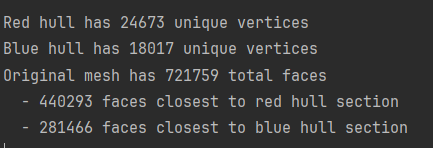 Red hull has 24673 unique vertices
Blue hull has 18017 unique vertices
Original mesh has 721759 total faces
  - 440293 faces closest to red hull section
  - 281466 faces closest to blue hull section